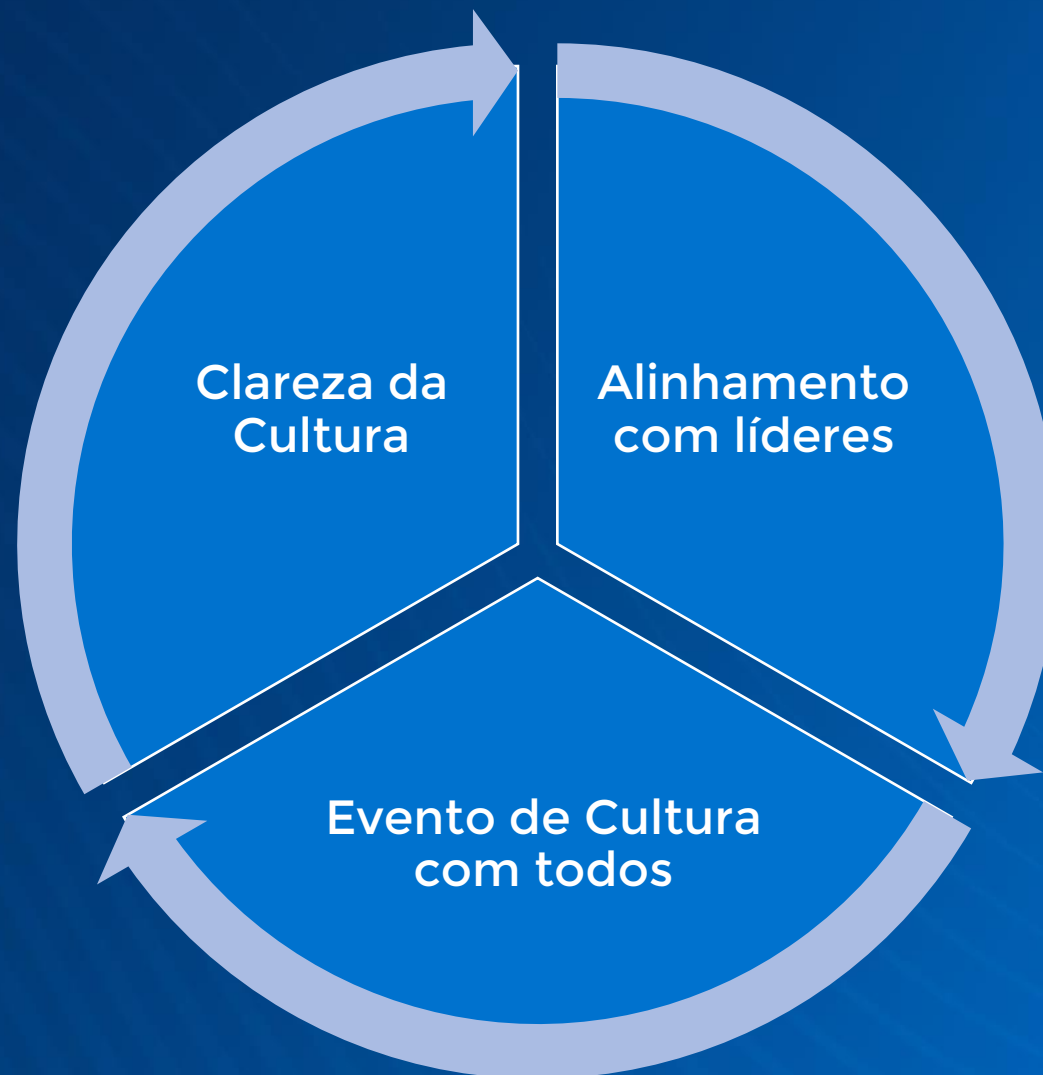 Clareza da
Cultura
Alinhamento
com líderes
Evento de Cultura
com todos